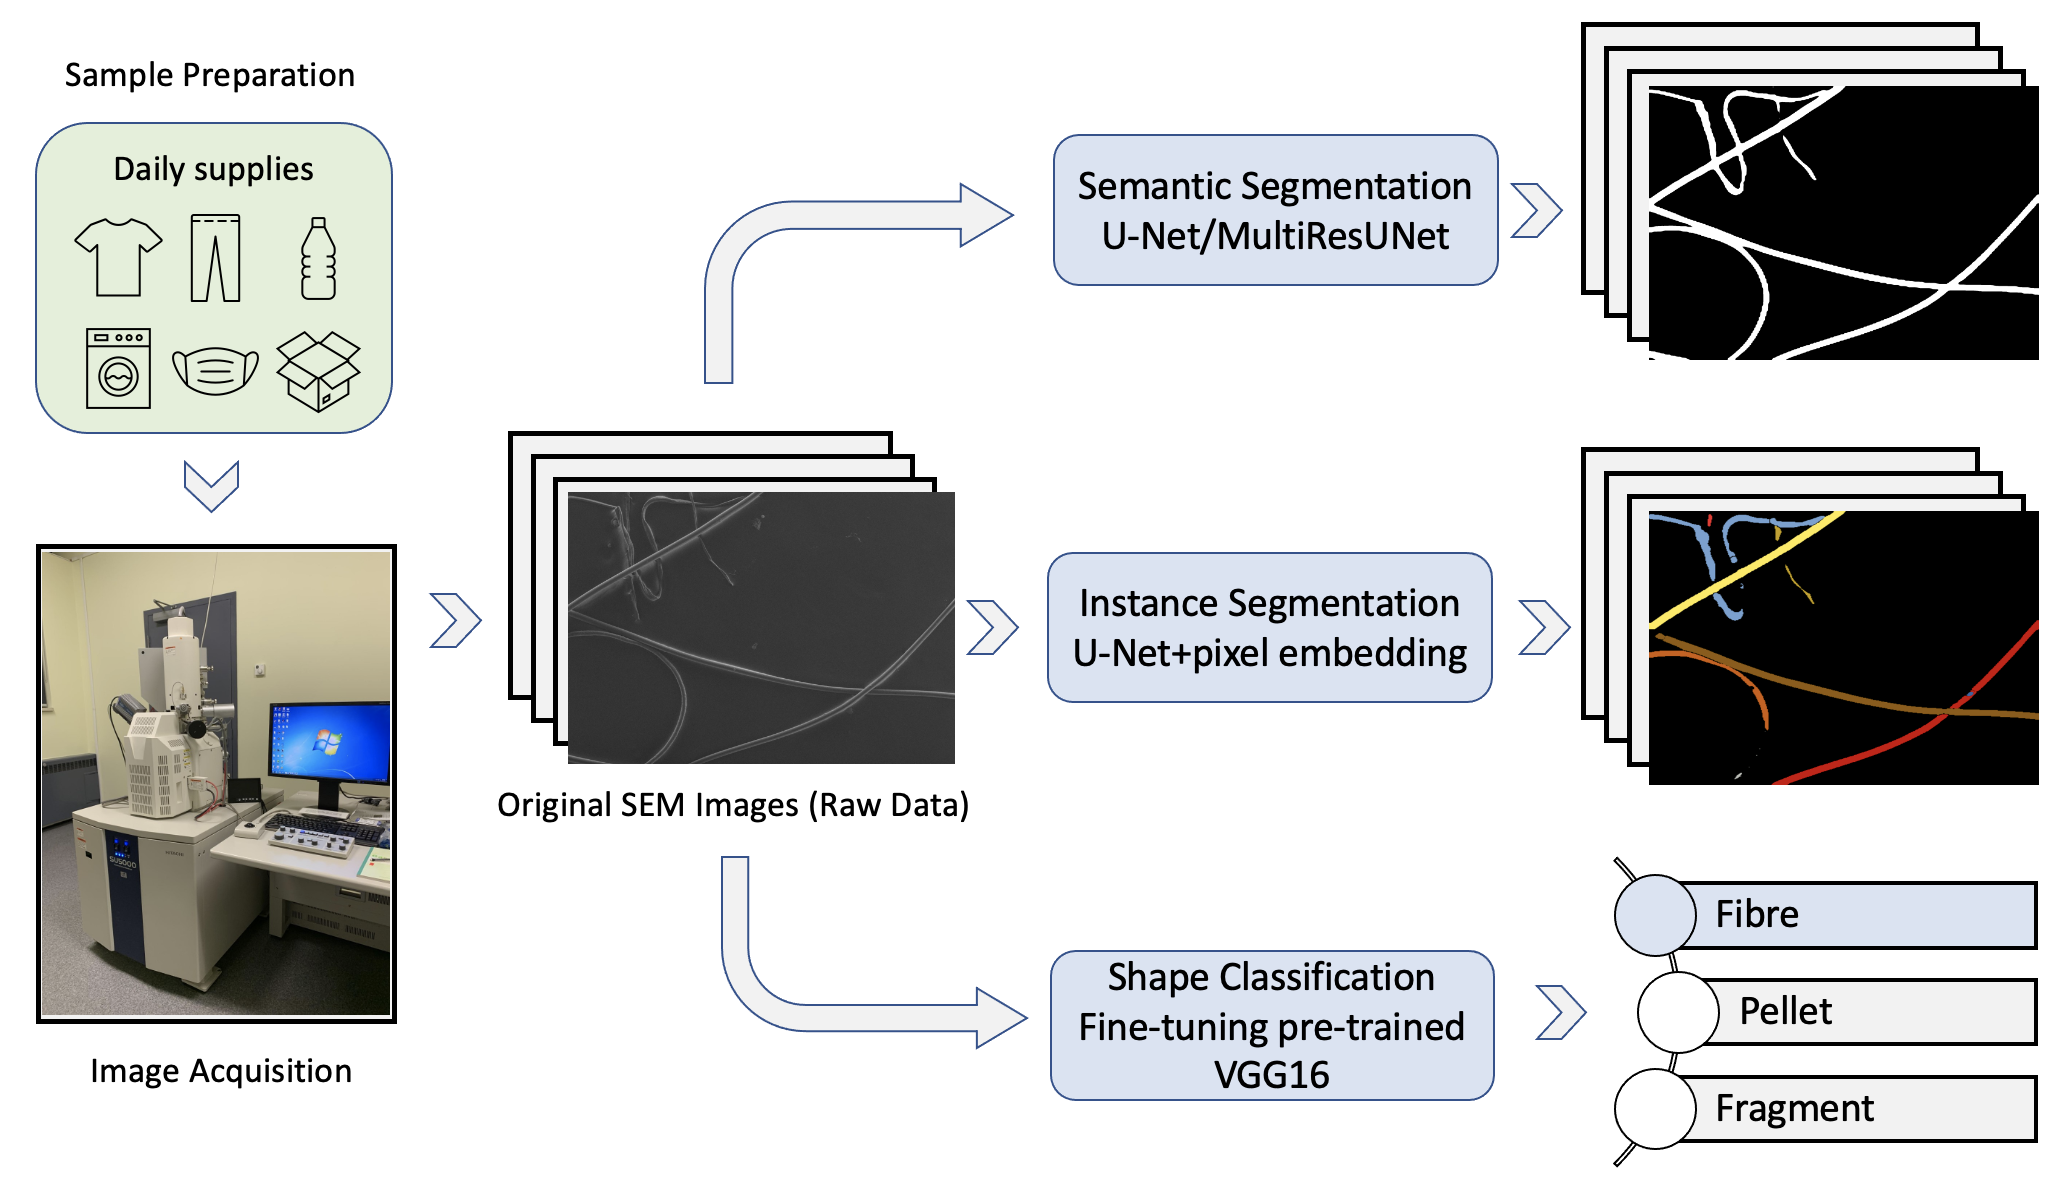 Sample Preparation
Daily supplies
Image Acquisition
SU5000
Original SEM Images (Raw Data)
Semantic Segmentation
U-Net/MultiResUNet
Instance Segmentation
U-Net+pixel embedding
Shape Classification
Fine-tuning pre-trained
VGG16
Fibre
Pellet
Fragment